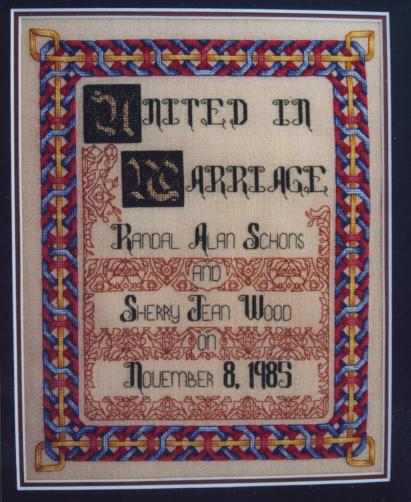 United in
Marriage
Randal Alan Schons
and
Sherry Jean Wood
on
November 8, 1985